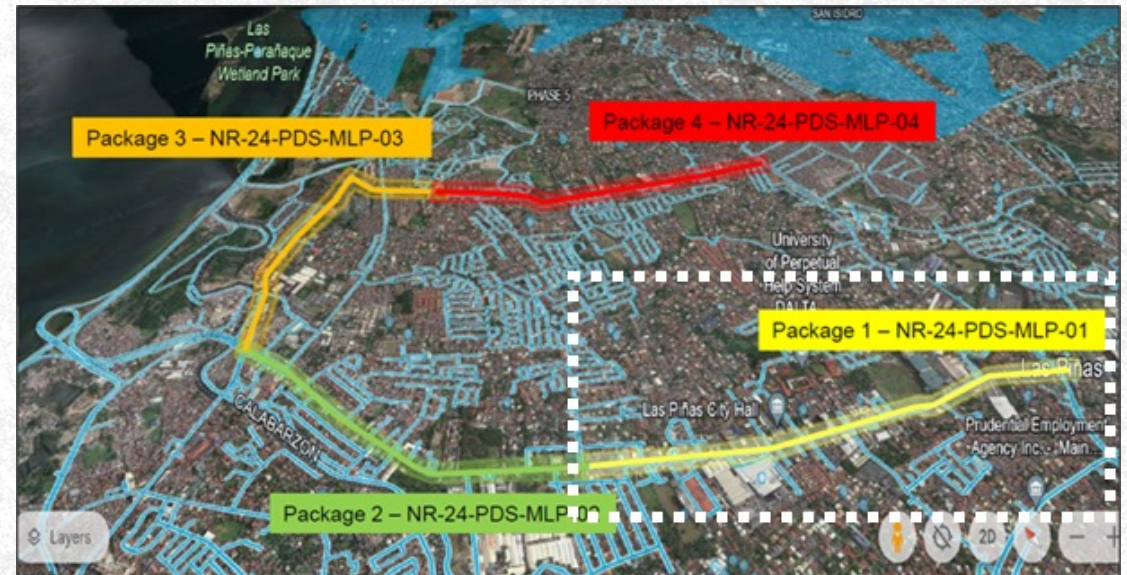 Las
Piñas-Parañaque
Wetland Park
SAN ISIDRO
PHASE 5
Package 3 – NR-24-PDS-MLP-03
Package 4 – NR-24-PDS-MLP-04
University
of Perpetual
Help System
DALTA
Package 1 – NR-24-PDS-MLP-01
Las Piñas
Las Piñas City Hall
Prudential Employment
Agency Inc. - Main...
CALABARZON
Package 2 – NR-24-PDS-MLP-02
Layers
2D